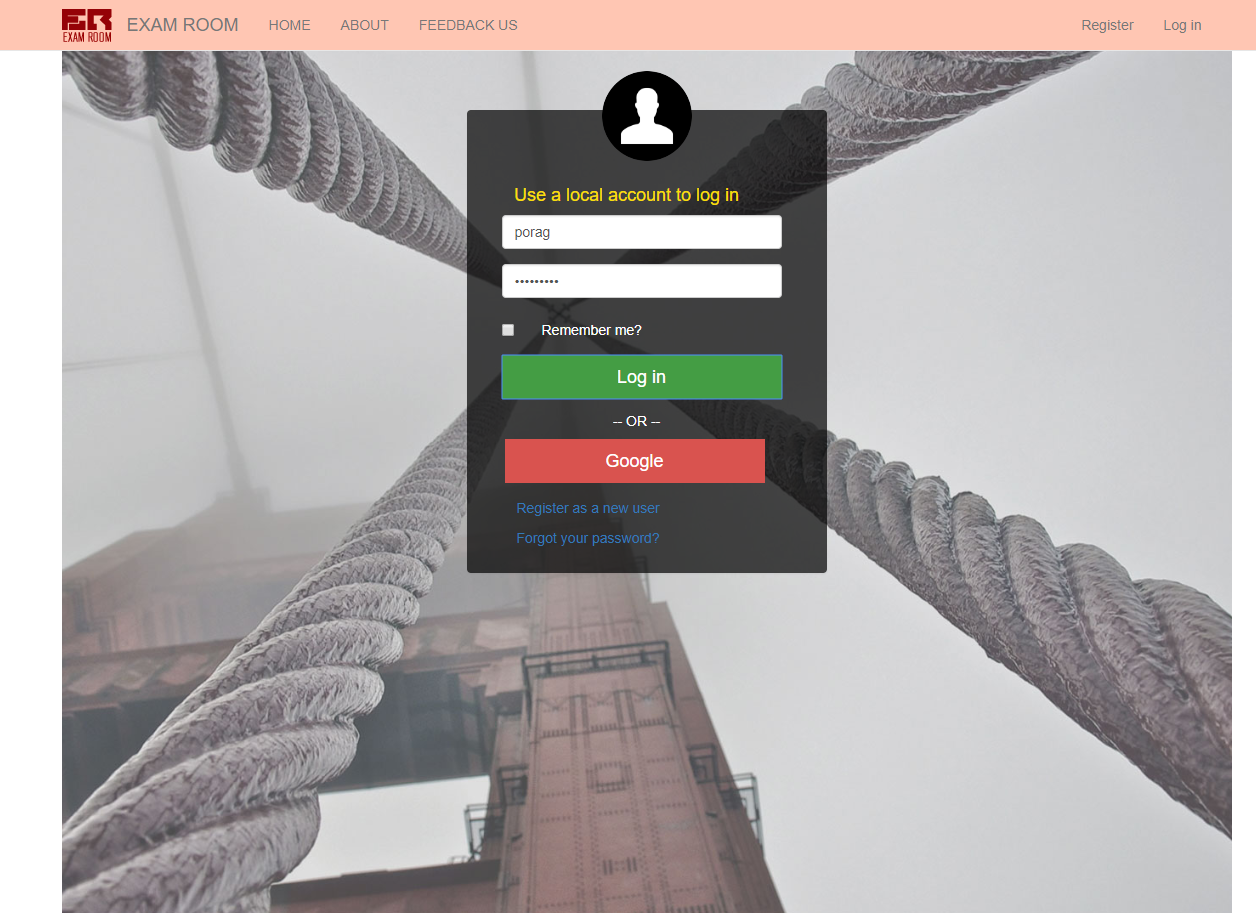 ER
EXAM ROOM
EXAM ROOM
HOME
ABOUT
FEEDBACK US
Register
Log in
Use a local account to log in
porag
•••••••••
Remember me?
Log in
-- OR --
Google
Register as a new user
Forgot your password?